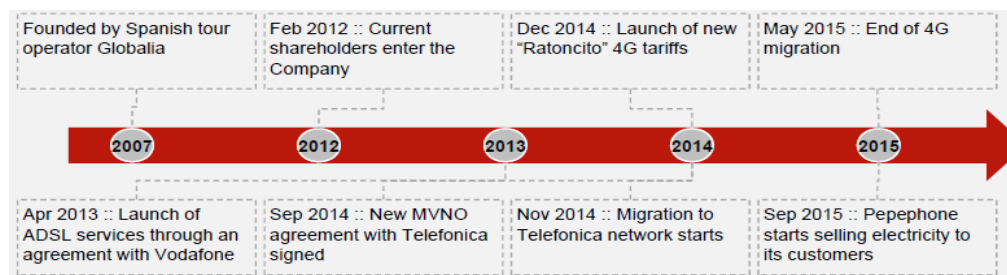 Founded by Spanish tour
operator Globalia
Feb 2012 :: Current
shareholders enter the
Company
Dec 2014 :: Launch of new
“Ratoncito” 4G tariffs
May 2015 :: End of 4G
migration
2007
2012
2013
2014
2015
Apr 2013 :: Launch of
ADSL services through an
agreement with Vodafone
Sep 2014 :: New MVNO
agreement with Telefonica
signed
Nov 2014 :: Migration to
Telefonica network starts
Sep 2015 :: Pepephone
starts selling electricity to
its customers